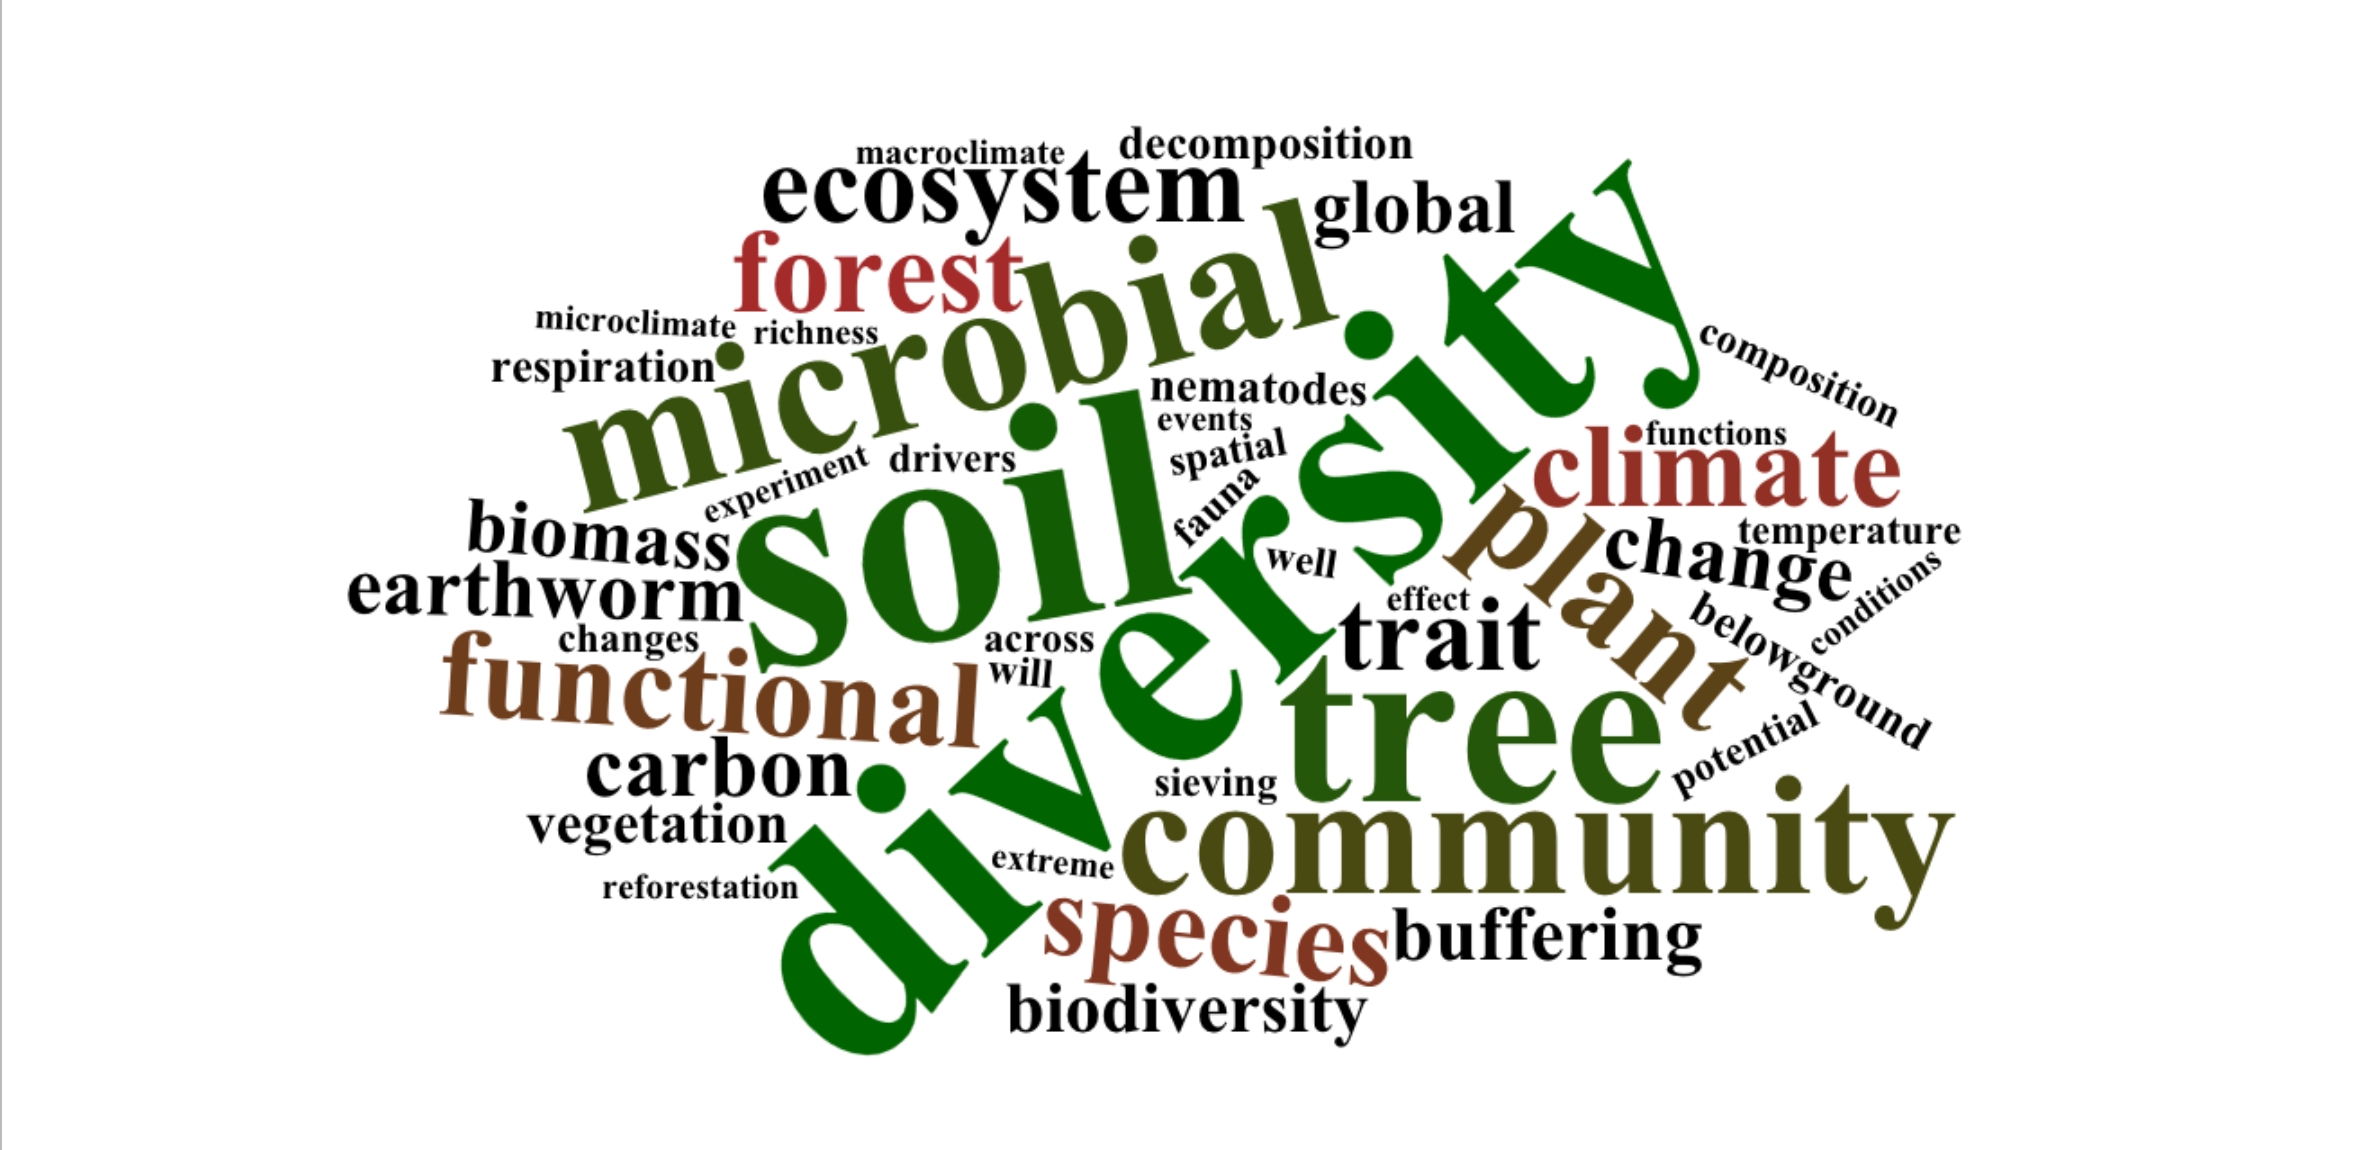 macroclimate
decomposition
ecosystem
global
forest
microbial
diversity
microclimate
richness
respiration
composition
nematodes
events
functions
spatial
climate
drivers
experiment
fauna
soil
biomass
plant
temperature
change
well
conditions
earthworm
effect
trait
belowground
changes
across
functional
will
tree
potential
carbon
sieving
vegetation
community
extreme
reforestation
species
buffering
biodiversity